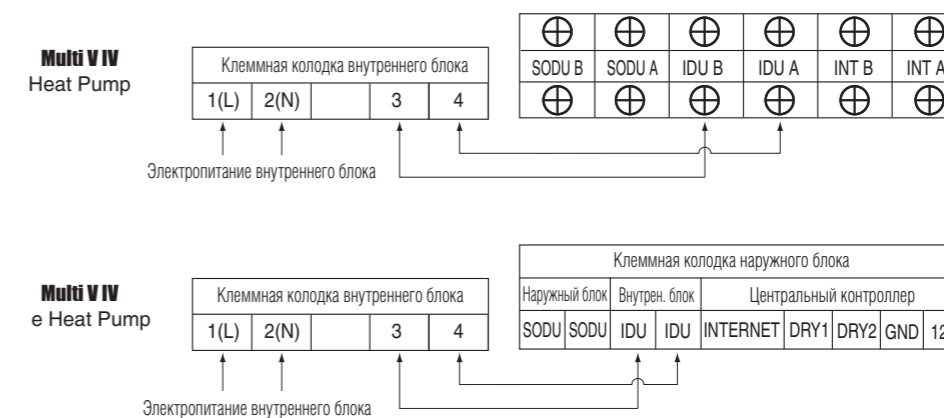 Multi V IV
Heat Pump
Клеммная колодка внутреннего блока
1(L) 2(N) 3 4
SODU B SODU A IDU B IDU A INT B INT A
Электропитание внутреннего блока
Multi V IV
e Heat Pump
Клеммная колодка внутреннего блока
1(L) 2(N) 3 4
Клеммная колодка наружного блока
Наружный блок Внутрен. блок Центральный контроллер
SODU SODU IDU IDU INTERNET DRY1 DRY2 GND
Электропитание внутреннего блока